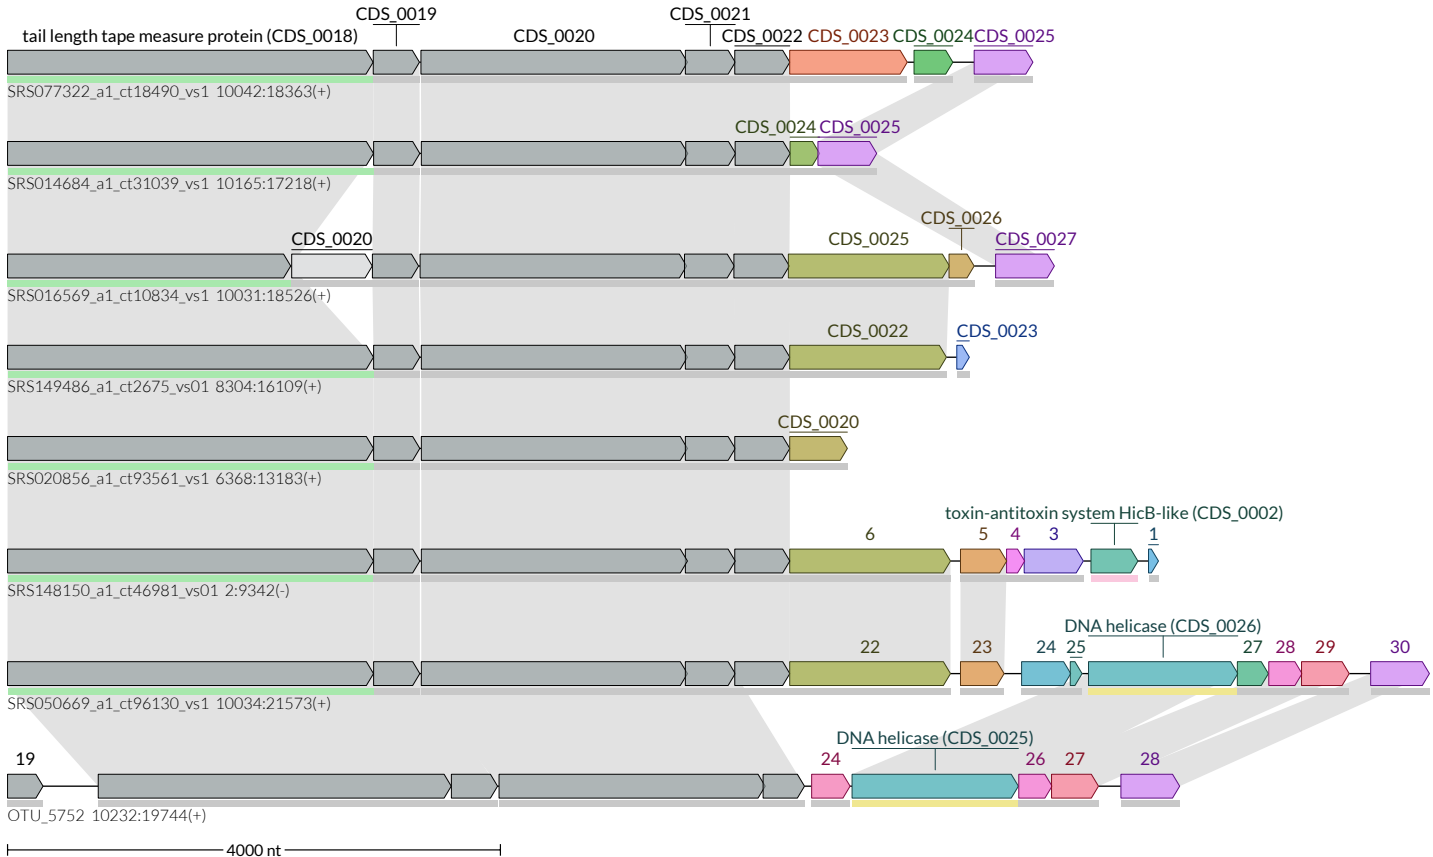 CDS_0019 CDS_0021
tail length tape measure protein (CDS_0018) CDS_0020 CDS_0022 CDS_0023 CDS_0024 CDS_0025
SRS077322_a1_ct18490_vs1 10042:18363(+)
CDS_0024 CDS_0025
SRS014684_a1_ct31039_vs1 10165:17218(+)
CDS_0026
CDS_0020 CDS_0025 CDS_0027
SRS016569_a1_ct10834_vs1 10031:18526(+)
CDS_0022 CDS_0023
SRS149486_a1_ct2675_vs01 8304:16109(+)
CDS_0020
SRS020856_a1_ct93561_vs1 6368:13183(+)
toxin-antitoxin system HicB-like (CDS_0002)
6 5 4 3 1
SRS148150_a1_ct46981_vs01 2:9342(-)
DNA helicase (CDS_0026)
22 23 24 25 27 28 29 30
SRS050669_a1_ct96130_vs1 10034:21573(+)
DNA helicase (CDS_0025)
19 24 26 27 28
OTU_5752 10232:19744(+)
4000 nt